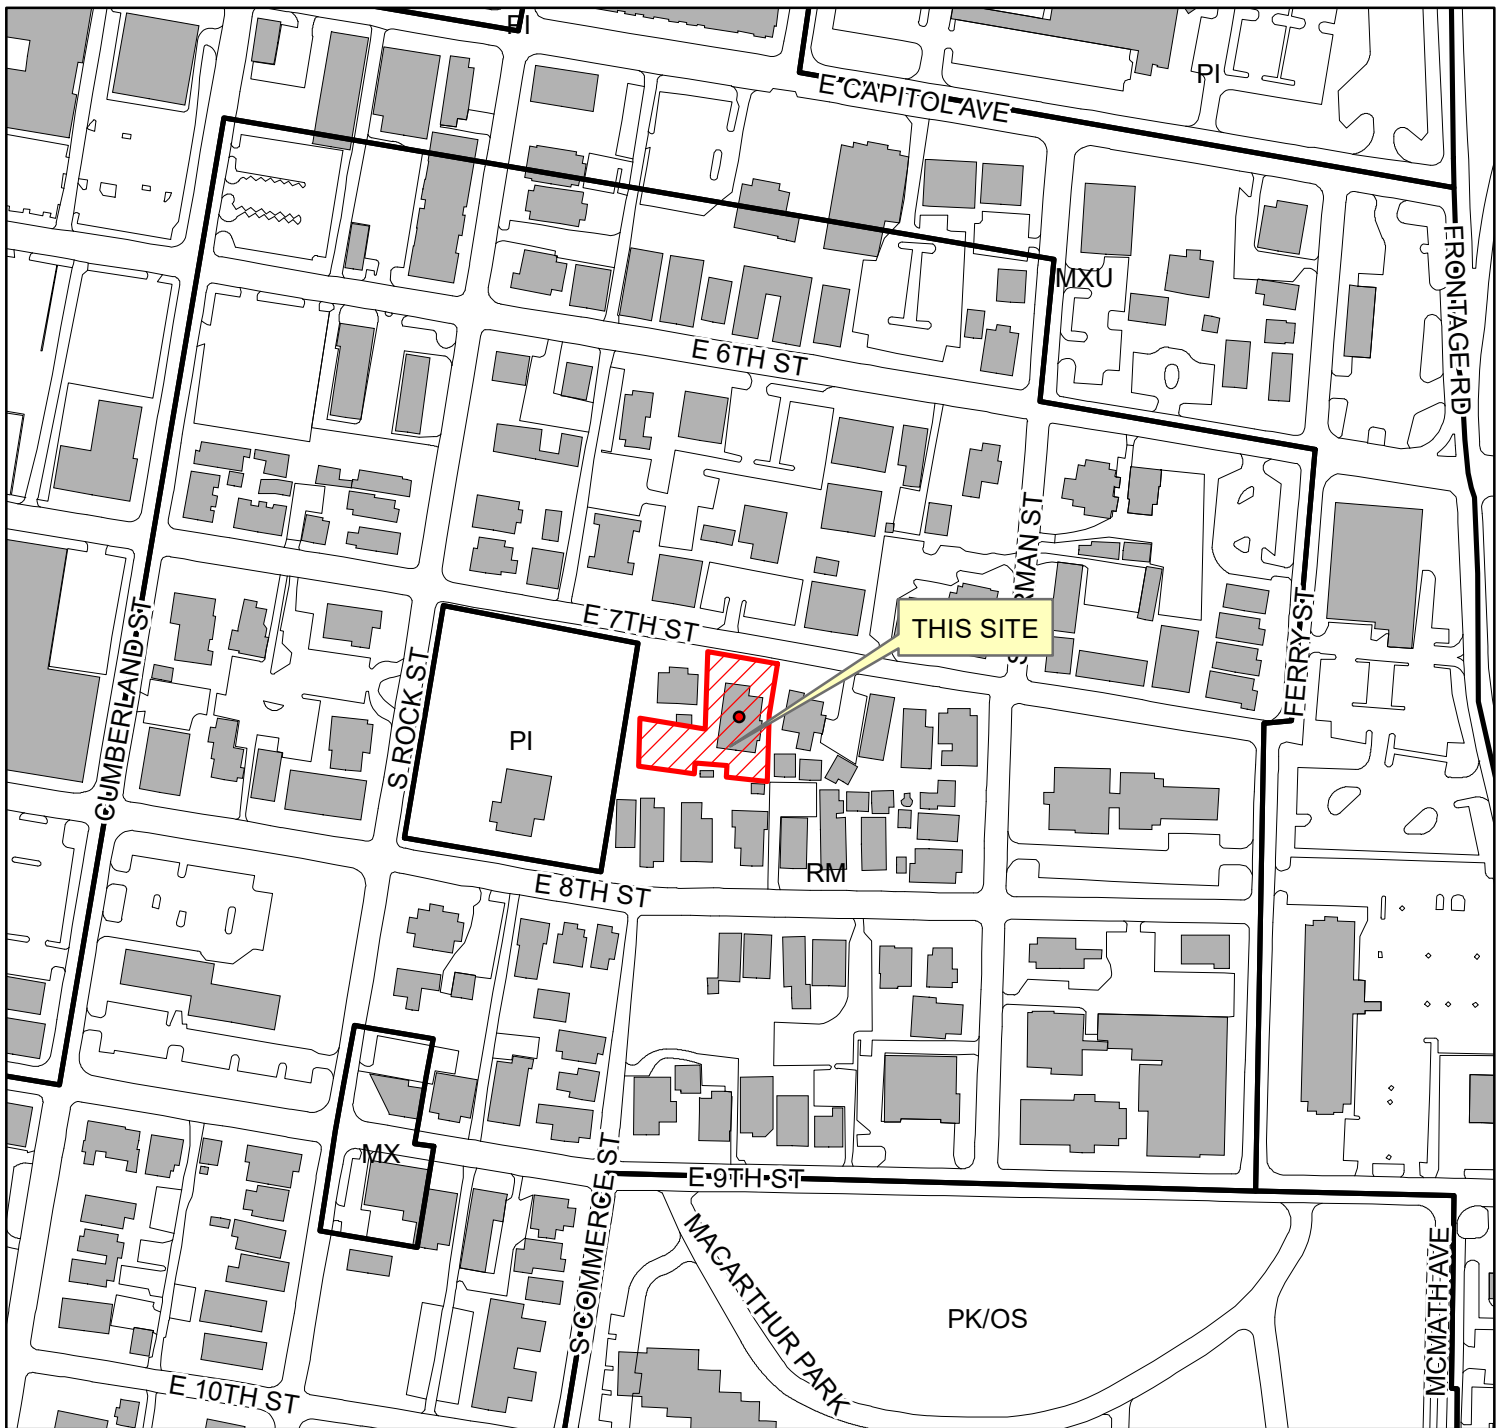 PI
E CAPITOL AVE
PI
FRONTAGE RD
MXU
E 6TH ST
E 7TH ST
THIS SITE
FERRY ST
CUMBERLAND ST
S ROCK ST
PI
RM
E 8TH ST
MX
E 9TH ST
S COMMERCE ST
MACARTHUR PARK
PK/OS
MCMATH AVE
E 10TH ST